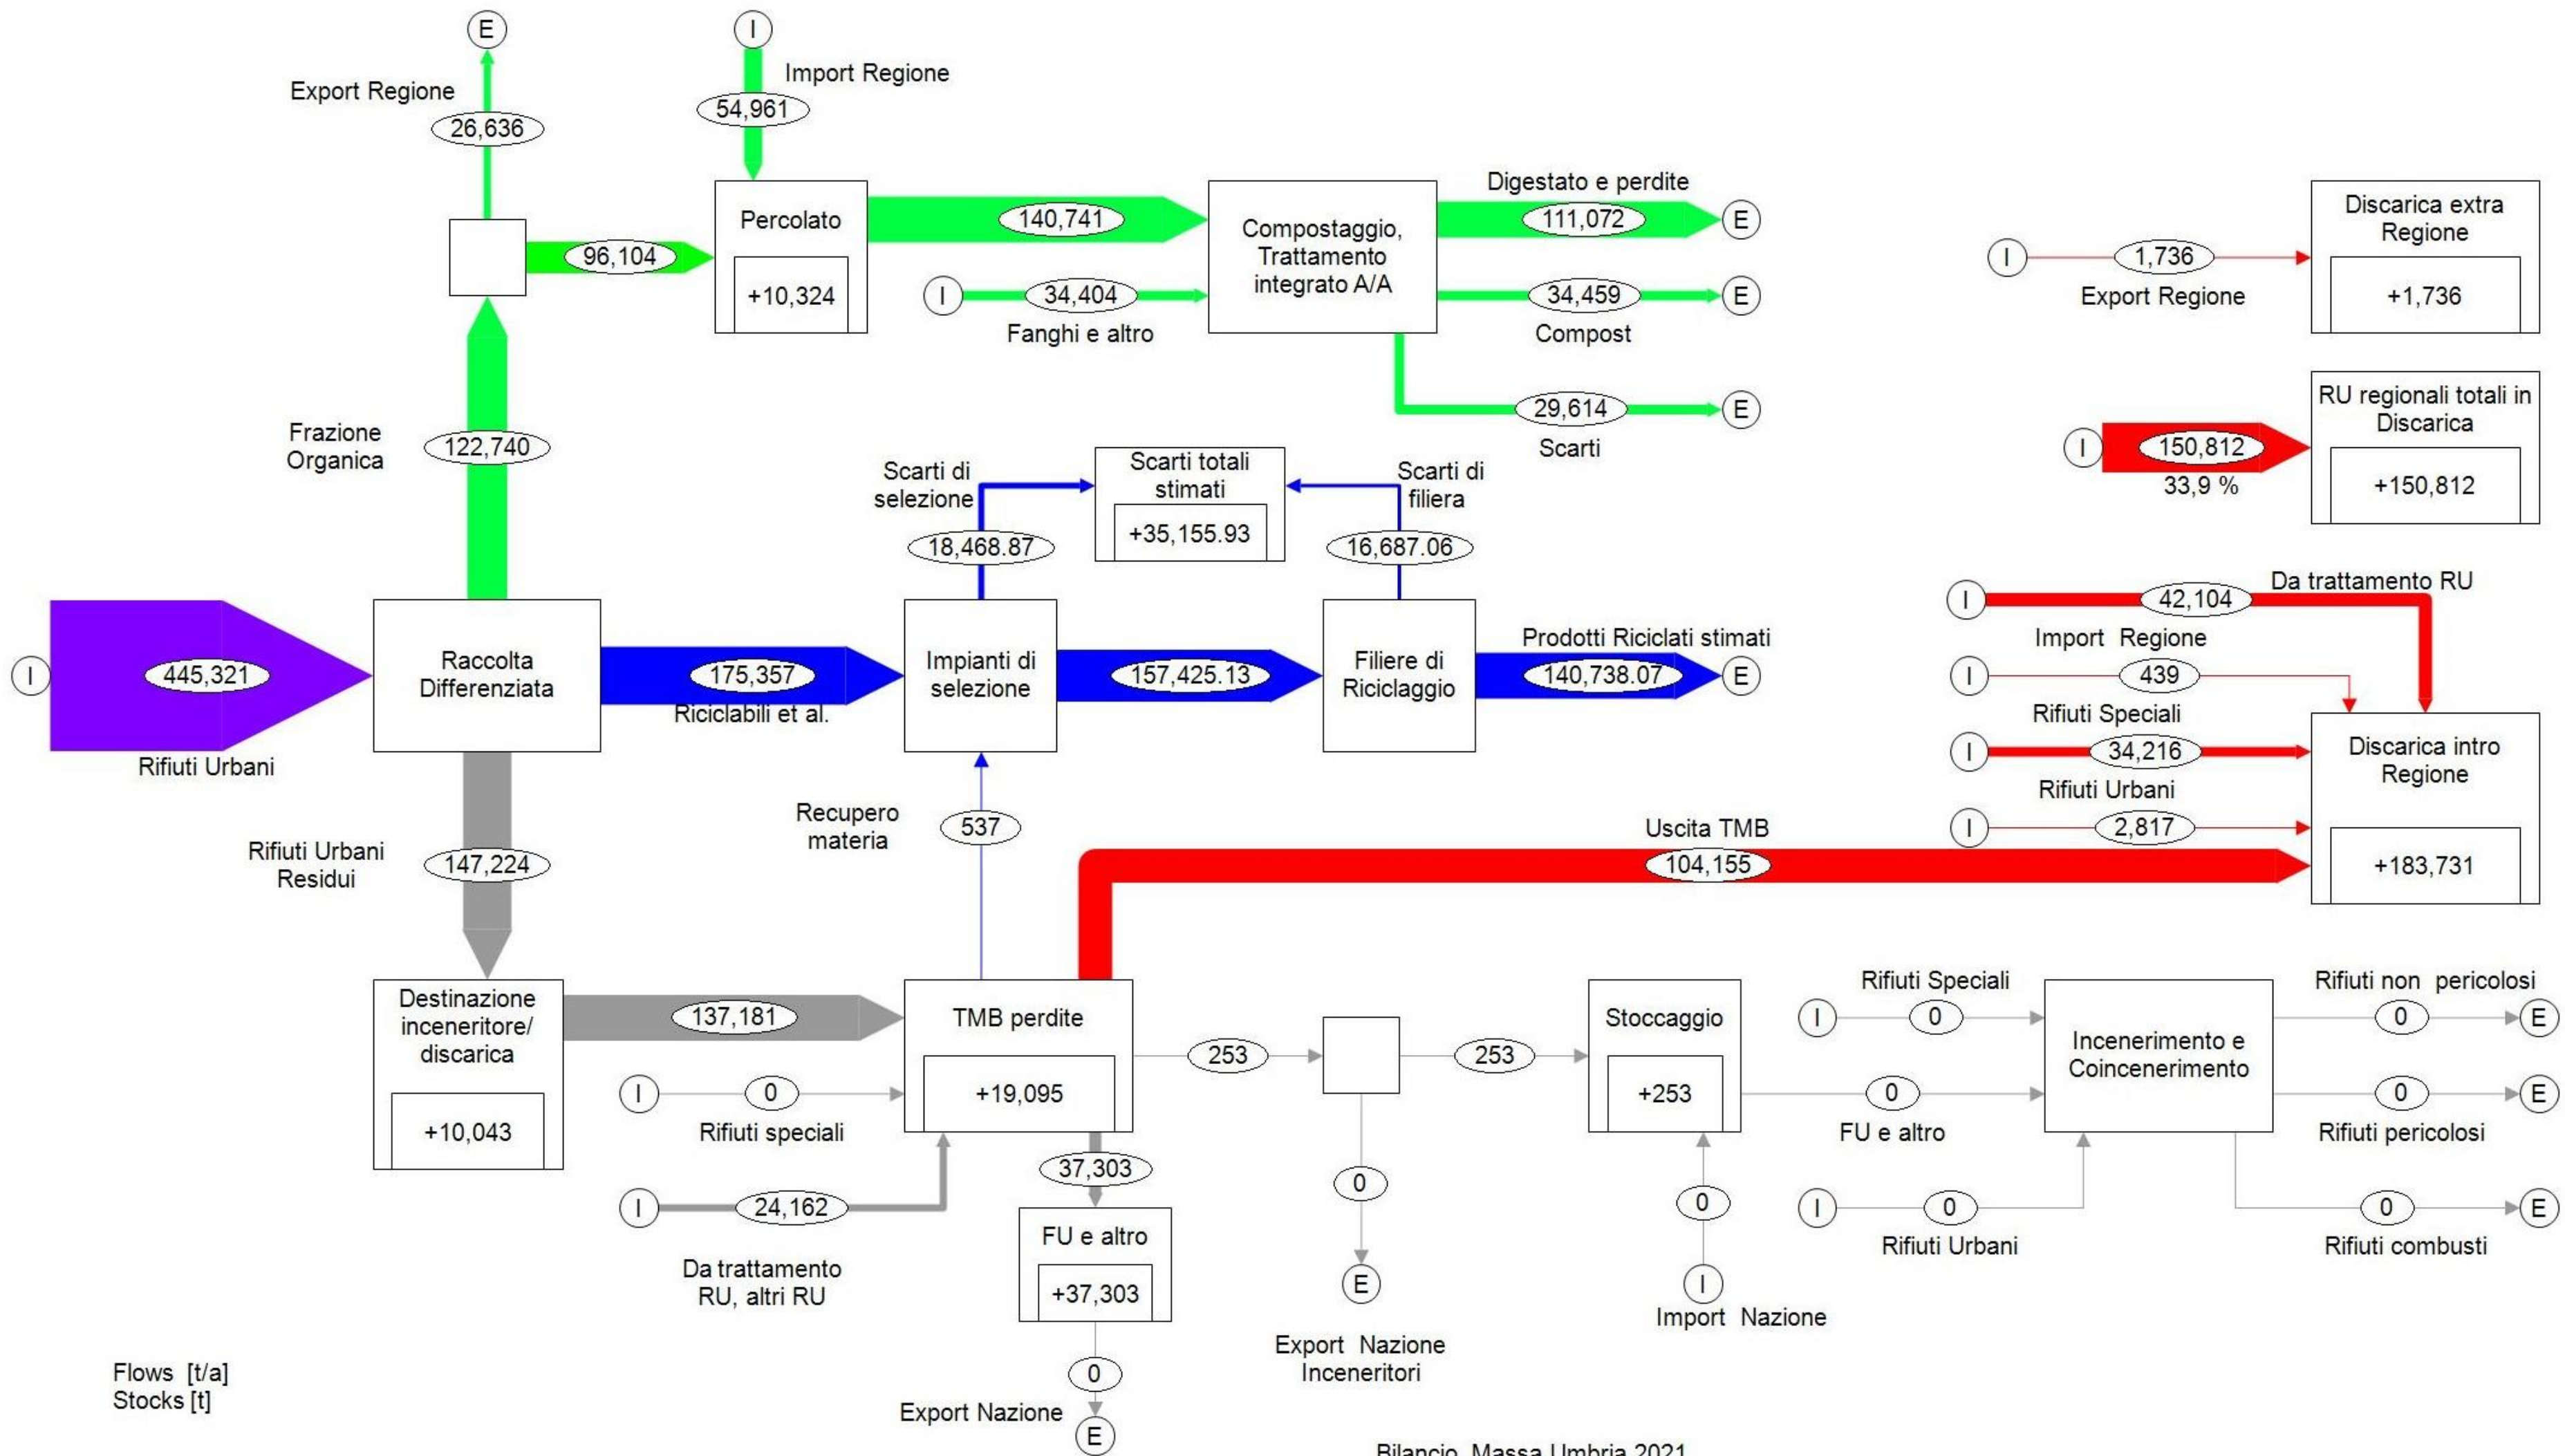 E
I
Export Regione
Import Regione
26,636
54,961
96,104
Percolato
+10,324
140,741
I
34,404
Fanghi e altro
Compostaggio,
Trattamento
integrato A/A
Digestato e perdite
111,072
E
34,459
E
Compost
29,614
E
Scarti
I
1,736
Export Regione
Discarica extra
Regione
+1,736
I
150,812
33,9 %
RU regionali totali in
Discarica
+150,812
Frazione
Organica
122,740
Scarti di
selezione
18,468.87
Scarti totali
stimati
+35,155.93
Scarti di
filiera
16,687.06
I
445,321
Rifiuti Urbani
Raccolta
Differenziata
175,357
Riciclabili et al.
Impianti di
selezione
157,425.13
Filiere di
Riciclaggio
Prodotti Riciclati stimati
140,738.07
E
I
42,104
Da trattamento RU
Import Regione
I
439
Rifiuti Speciali
I
34,216
Rifiuti Urbani
I
2,817
Discarica intro
Regione
+183,731
Rifiuti Urbani
Residui
147,224
Recupero
materia
537
Uscita TMB
104,155
Destinazione
inceneritore/
discarica
+10,043
137,181
I
0
Rifiuti speciali
I
24,162
Da trattamento
RU, altri RU
TMB perdite
+19,095
37,303
FU e altro
+37,303
0
Export Nazione
E
253
253
0
E
Export Nazione
Inceneritori
Stoccaggio
+253
0
I
Import Nazione
Rifiuti Speciali
I
0
0
FU e altro
I
0
Rifiuti Urbani
Incenerimento e
Coincenerimento
Rifiuti non pericolosi
0
E
0
E
Rifiuti pericolosi
0
E
Rifiuti combusti
Flows [t/a]
Stocks [t]
Bilancio Massa Umbria 2021